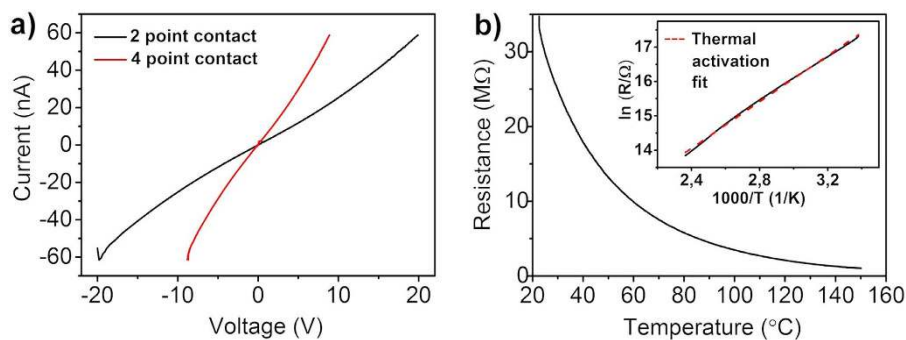 a)
2 point contact
4 point contact
60
40
20
0
-20
-40
-60
-20
-10
0
10
20
Current (nA)
Voltage (V)
b)
30
20
10
0
20
40
60
80
100
120
140
160
Resistance (MΩ)
Temperature (°C)
Thermal
activation
fit
17
16
15
14
2,4
2,8
3,2
ln (R/Ω)
1000/T (1/K)